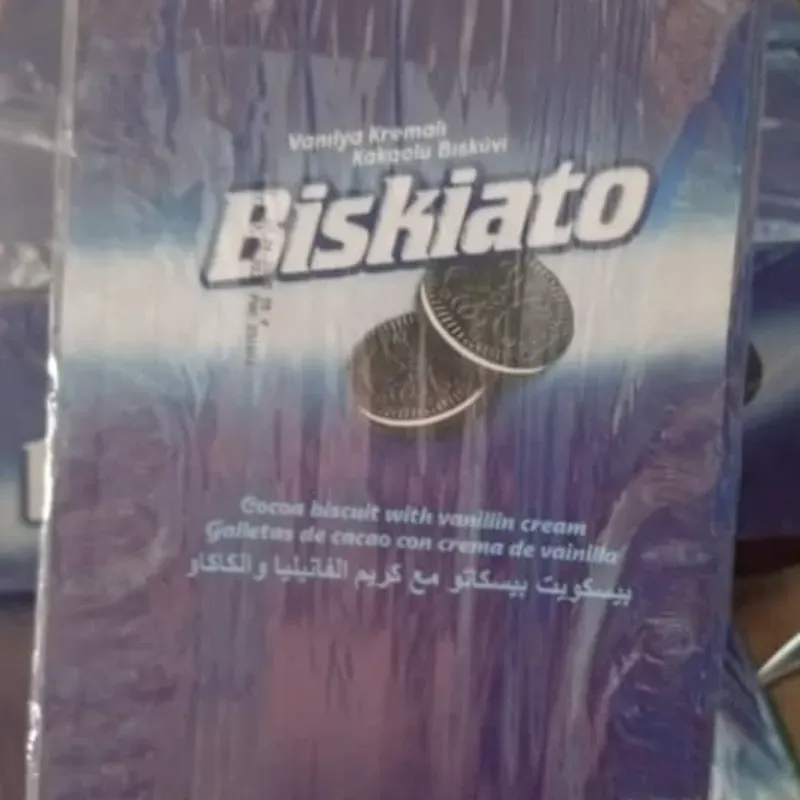 Vanilya Kremalı
Kakaolu Bisküvi
Biskiato
Cocoa biscuit with vanillin cream
Galletas de cacao con crema de vainilla
بيسكويت بيسكاتو مع كريم الفانيليا والكاكاو